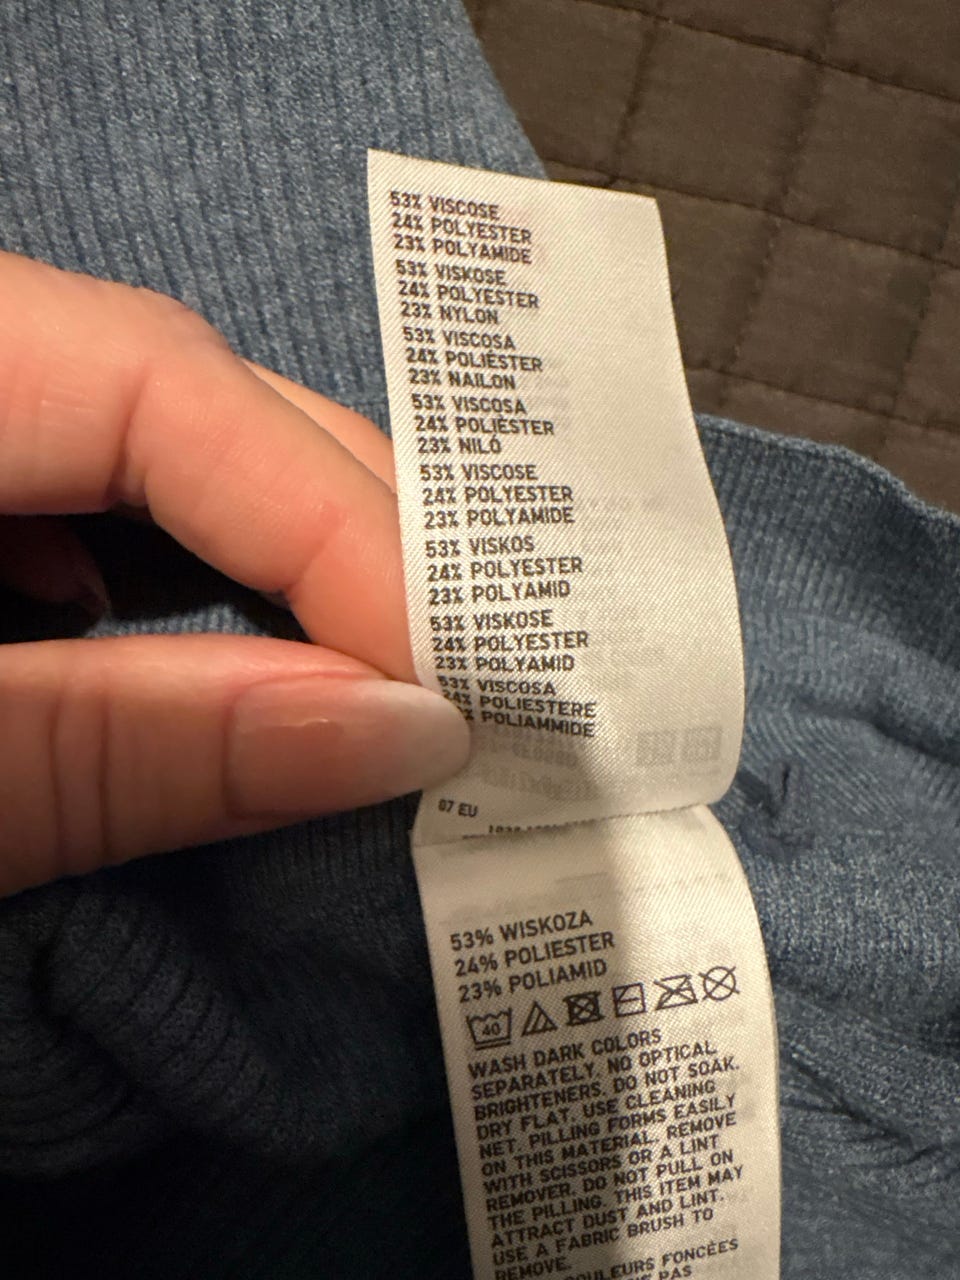 53% VISCOSE
24% POLYESTER
23% POLYAMIDE
53% VISKOSE
24% POLYESTER
23% NYLON
53% VISCOSA
24% POLIÉSTER
23% NAILON
53% VISCOSA
24% POLIÈSTER
23% NILÓ
53% VISCOSE
24% POLYESTER
23% POLYAMIDE
53% VISKOS
24% POLYESTER
23% POLYAMID
53% VISKOSE
24% POLYESTER
23% POLYAMID
53% VISCOSA
24% POLIESTERE
% POLIAMMIDE
07 EU
53% WISKOZA
24% POLIESTER
23% POLIAMID
40
WASH DARK COLORS
SEPARATELY. NO OPTICAL
BRIGHTENERS. DO NOT SOAK.
DRY FLAT. USE CLEANING
NET. PILLING FORMS EASILY
ON THIS MATERIAL. REMOVE
WITH SCISSORS OR A LINT
REMOVER. DO NOT PULL ON
THE PILLING. THIS ITEM MAY
ATTRACT DUST AND LINT.
USE A FABRIC BRUSH TO
REMOVE.
COULEURS FONCÉES
PAS